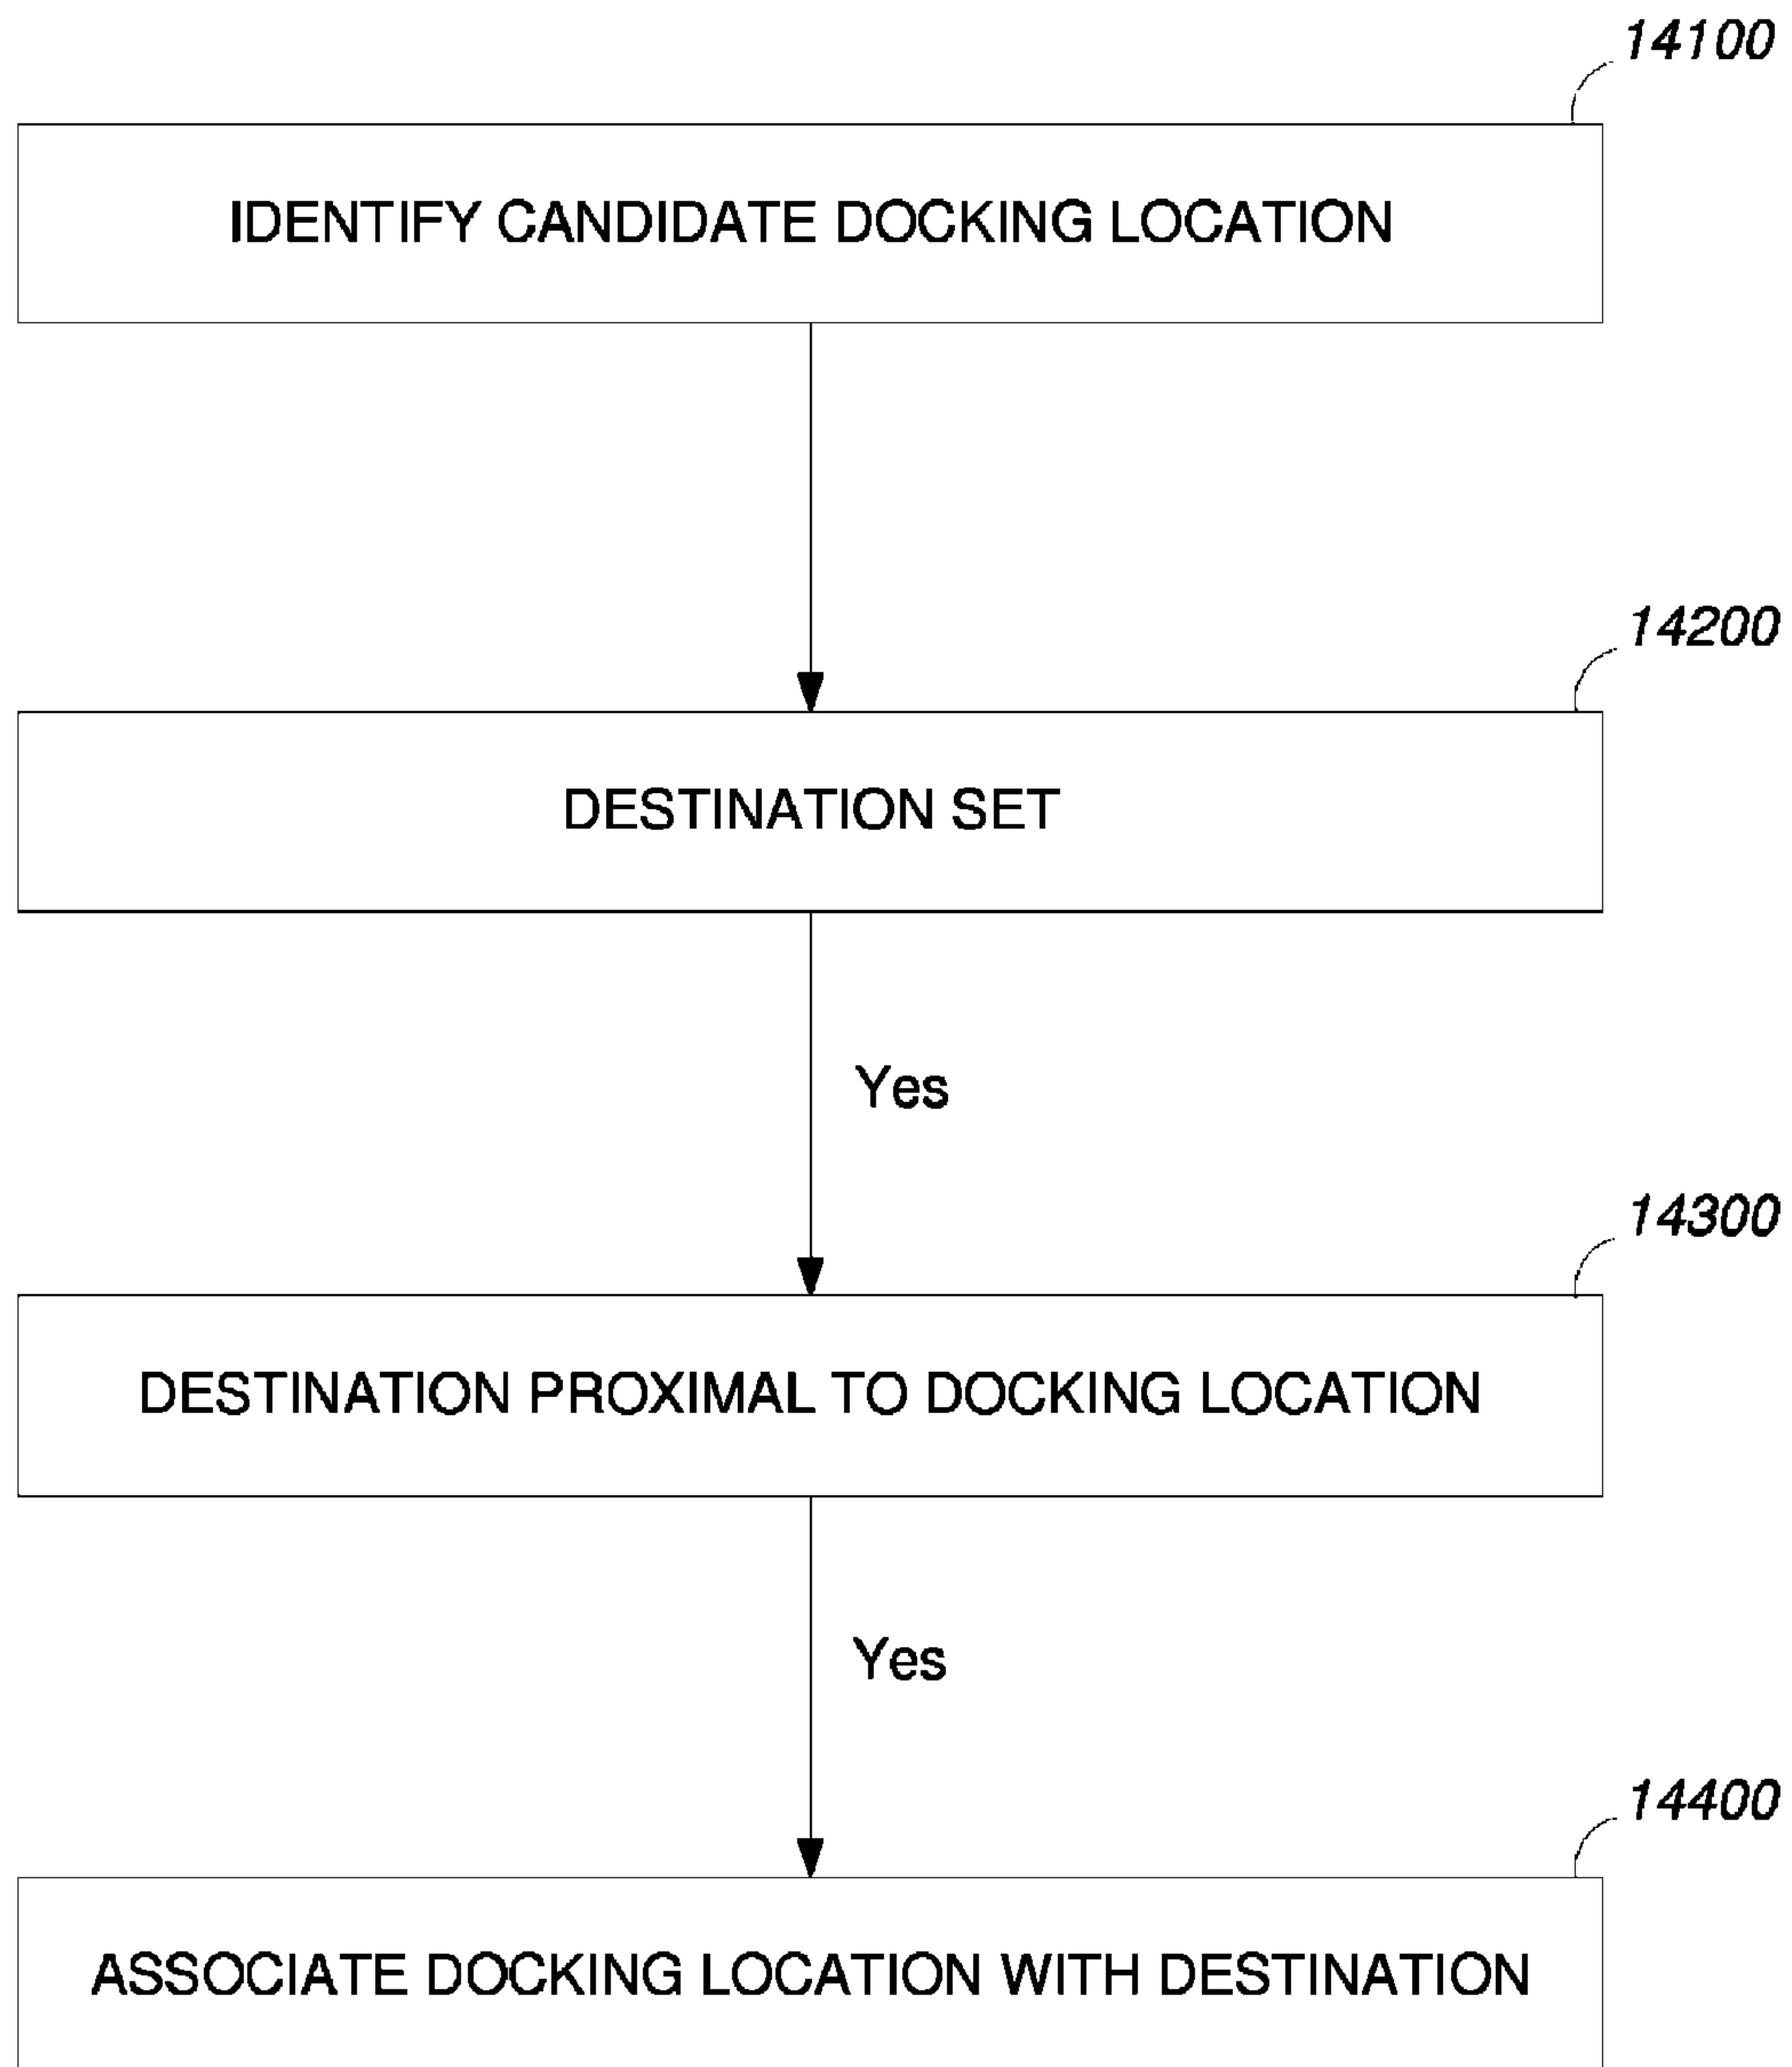 14100
IDENTIFY CANDIDATE DOCKING LOCATION
14200
DESTINATION SET
Yes
14300
DESTINATION PROXIMAL TO DOCKING LOCATION
Yes
14400
ASSOCIATE DOCKING LOCATION WITH DESTINATION